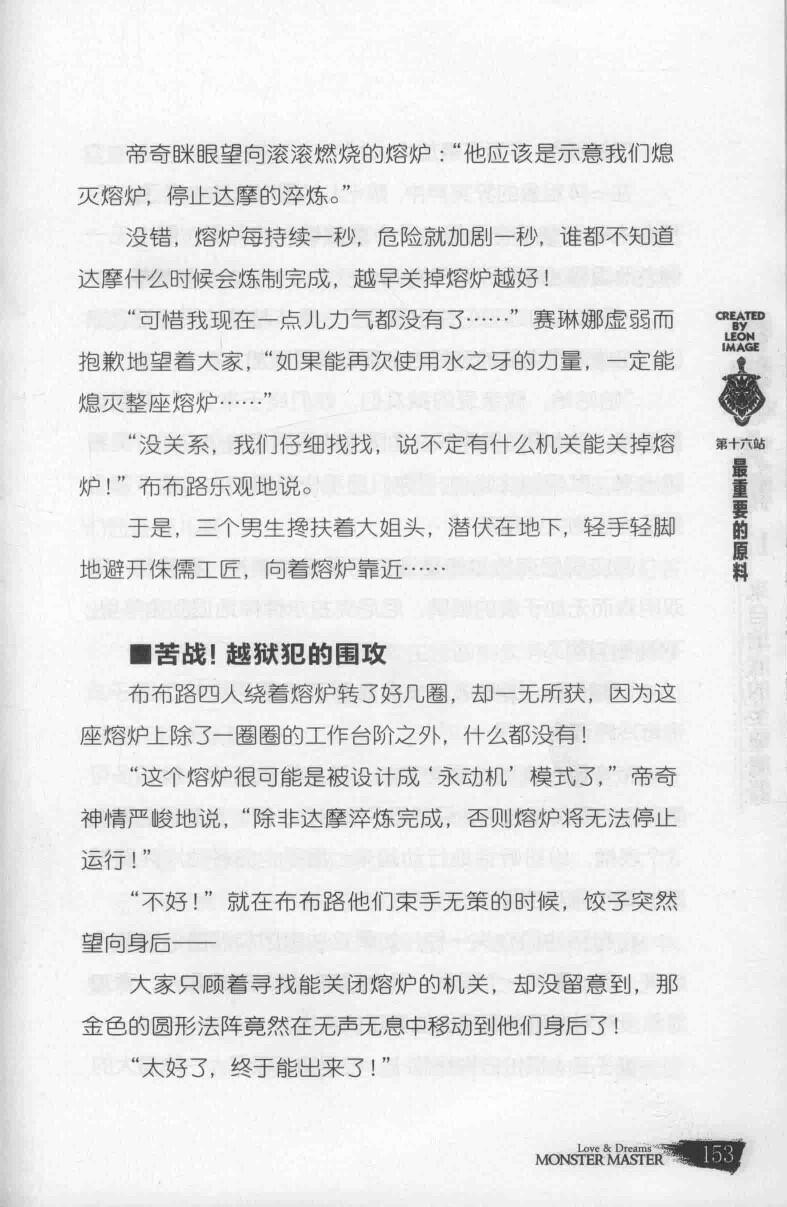 帝奇眯眼望向滚滚燃烧的熔炉：“他应该是示意我们熄
灭熔炉，停止达摩的淬炼。”
没错，熔炉每持续一秒，危险就加剧一秒，谁都不知道
达摩什么时候会炼制完成，越早关掉熔炉越好！
“可惜我现在一点儿力气都没有了……”赛琳娜虚弱而
抱歉地望着大家，“如果能再次使用水之牙的力量，一定能
熄灭整座熔炉……”
“没关系，我们仔细找找，说不定有什么机关能关掉熔
炉！”布布路乐观地说。
于是，三个男生搀扶着大姐头，潜伏在地下，轻手轻脚
地避开侏儒工匠，向着熔炉靠近……
■苦战！越狱犯的围攻
布布路四人绕着熔炉转了好几圈，却一无所获，因为这
座熔炉上除了一圈圈的工作台阶之外，什么都没有！
“这个熔炉很可能是被设计成‘永动机’模式了，”帝奇
神情严峻地说，“除非达摩淬炼完成，否则熔炉将无法停止
运行！”
“不好！”就在布布路他们束手无策的时候，饺子突然
望向身后——
大家只顾着寻找能关闭熔炉的机关，却没留意到，那
金色的圆形法阵竟然在无声无息中移动到他们身后了！
“太好了，终于能出来了！”
CREATED
BY
LEON
IMAGE
第十六站
最重要的原料
Love & Dreams
MONSTER MASTER
153